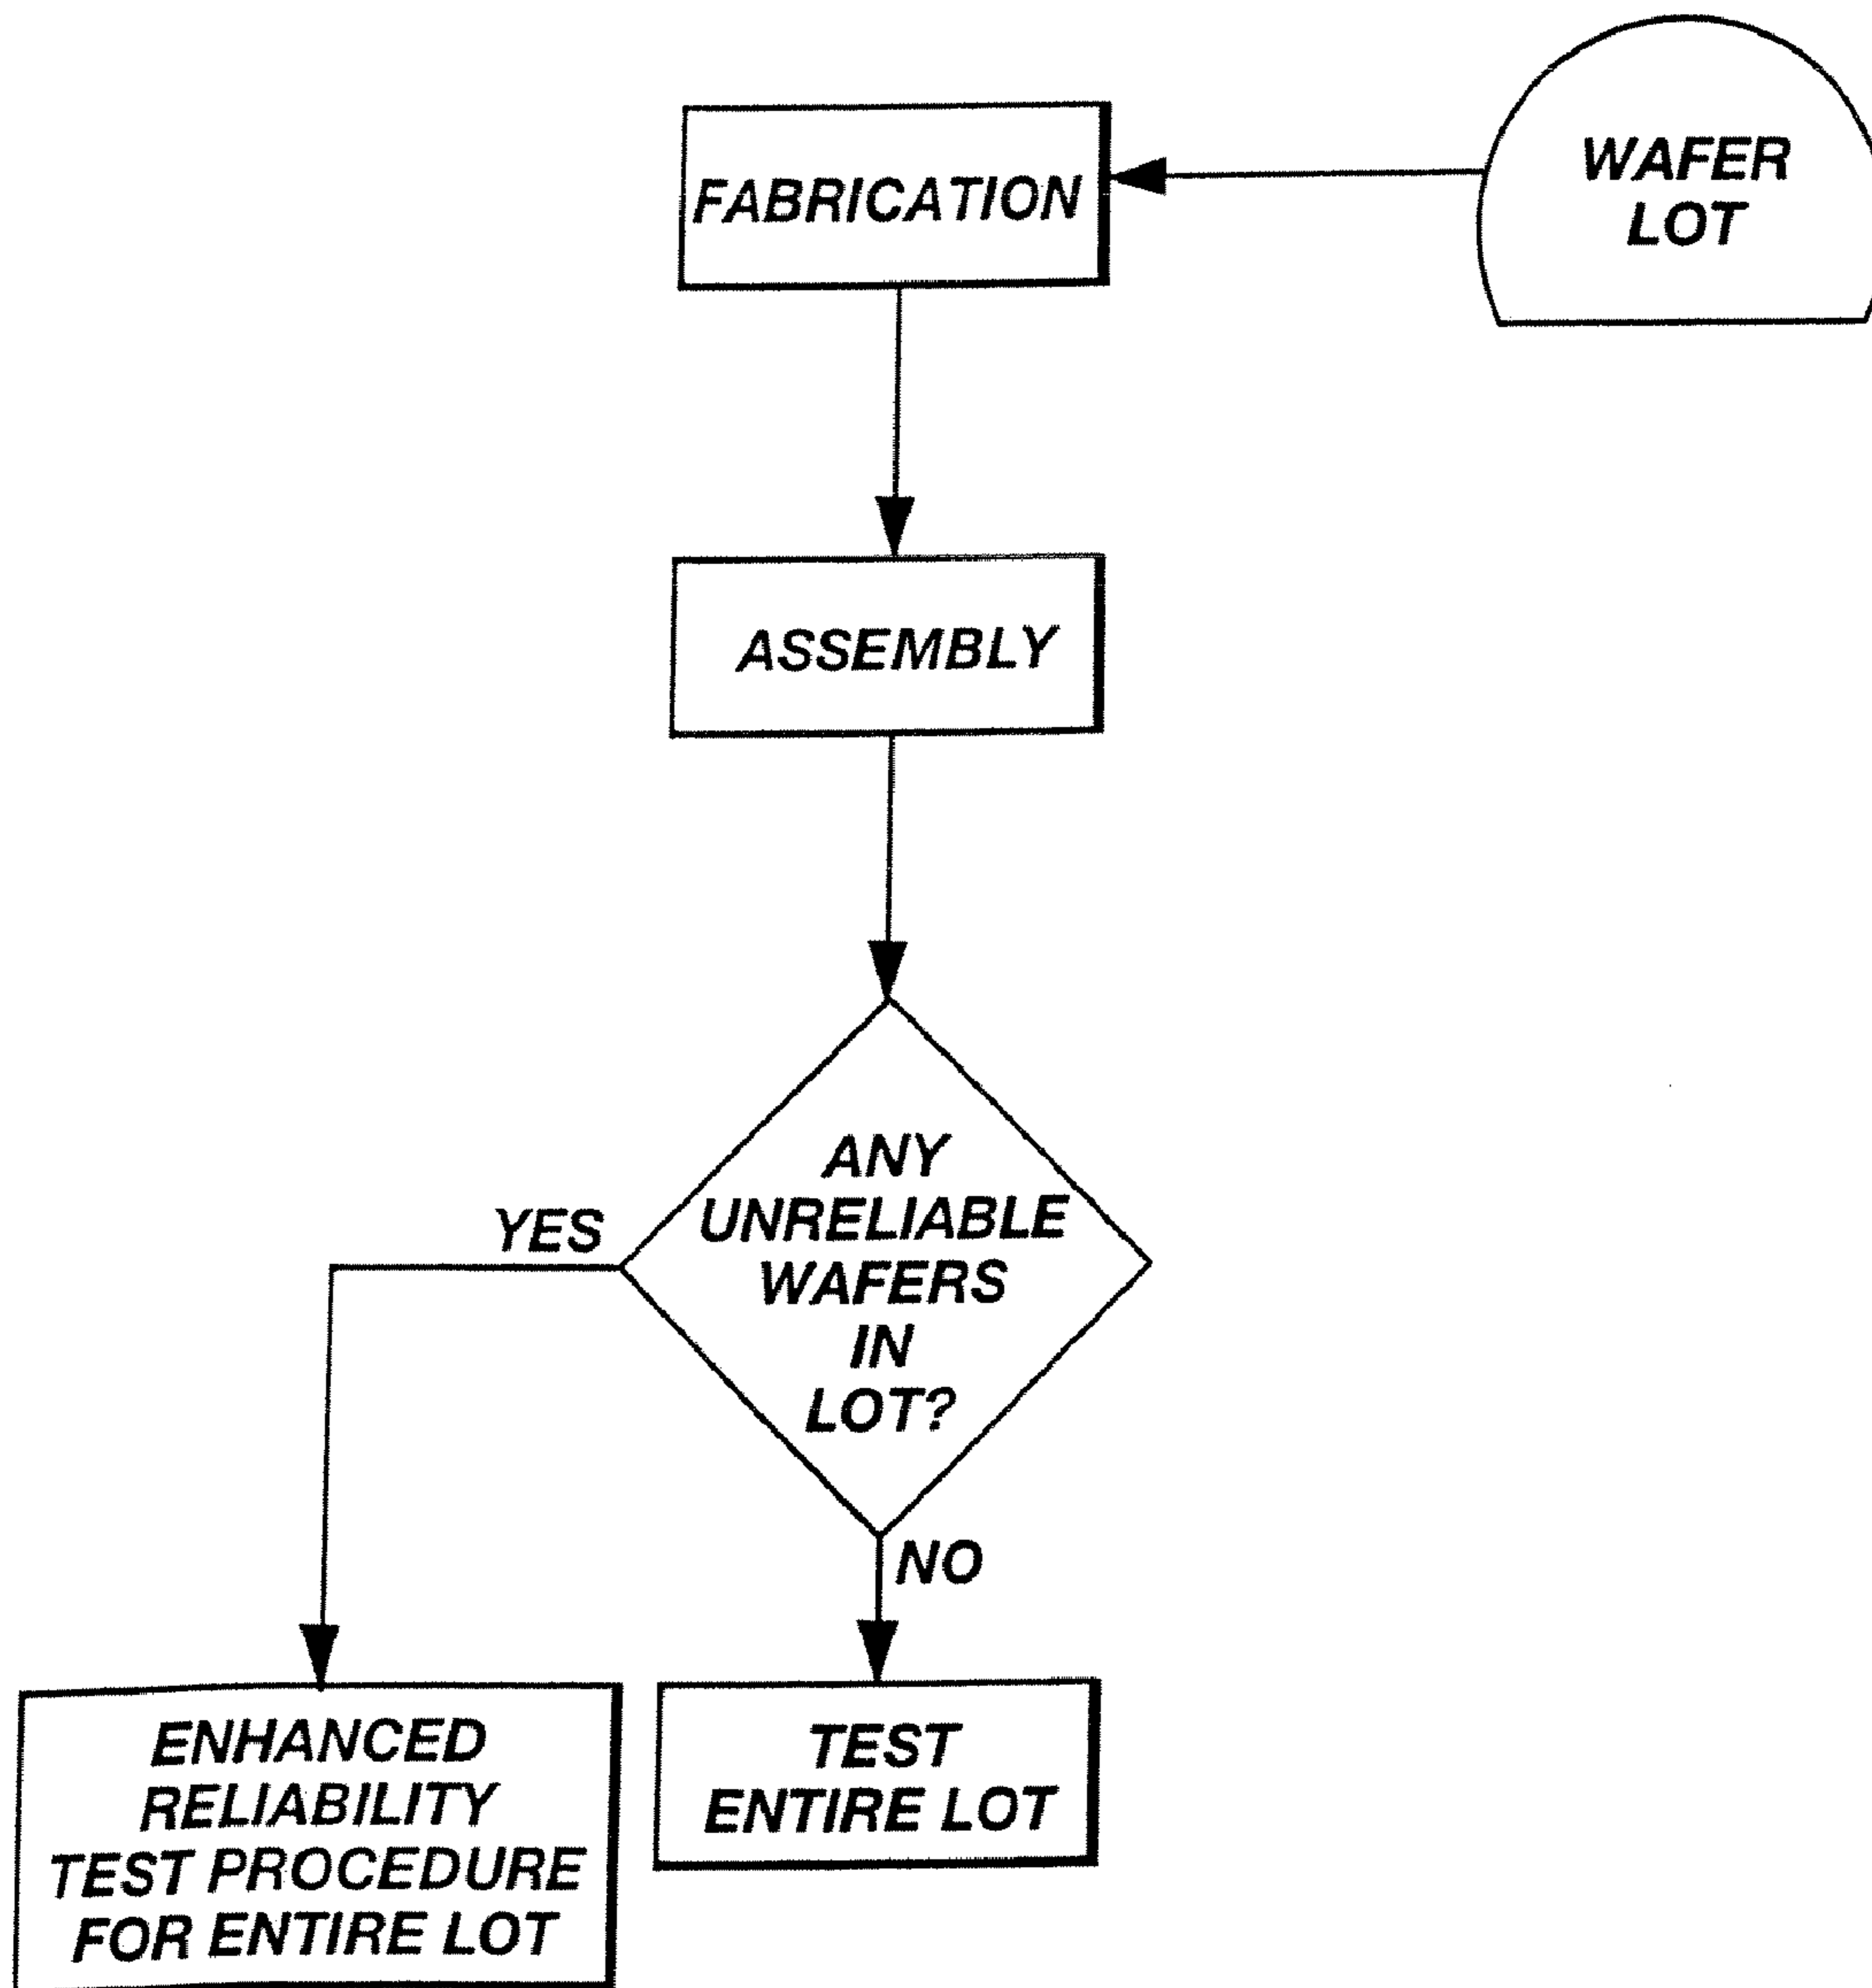 WAFER
LOT
FABRICATION
ASSEMBLY
ANY
UNRELIABLE
WAFERS
IN
LOT?
YES
NO
ENHANCED
RELIABILITY
TEST PROCEDURE
FOR ENTIRE LOT
TEST
ENTIRE LOT